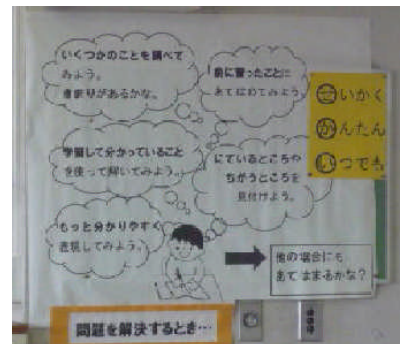 いくつかのことを調べて
みよう。
まりがあるかな。
前に習ったことに
あてはめてみよう。
せいかく
かんたん
いつでも
学習して分かっていること
を使って解いてみよう。
にているところや
ちがうところを
見付けよう。
もっと分かりやすく
表現してみよう。
他の場合にも
あてはまるかな？
問題を解決するとき…